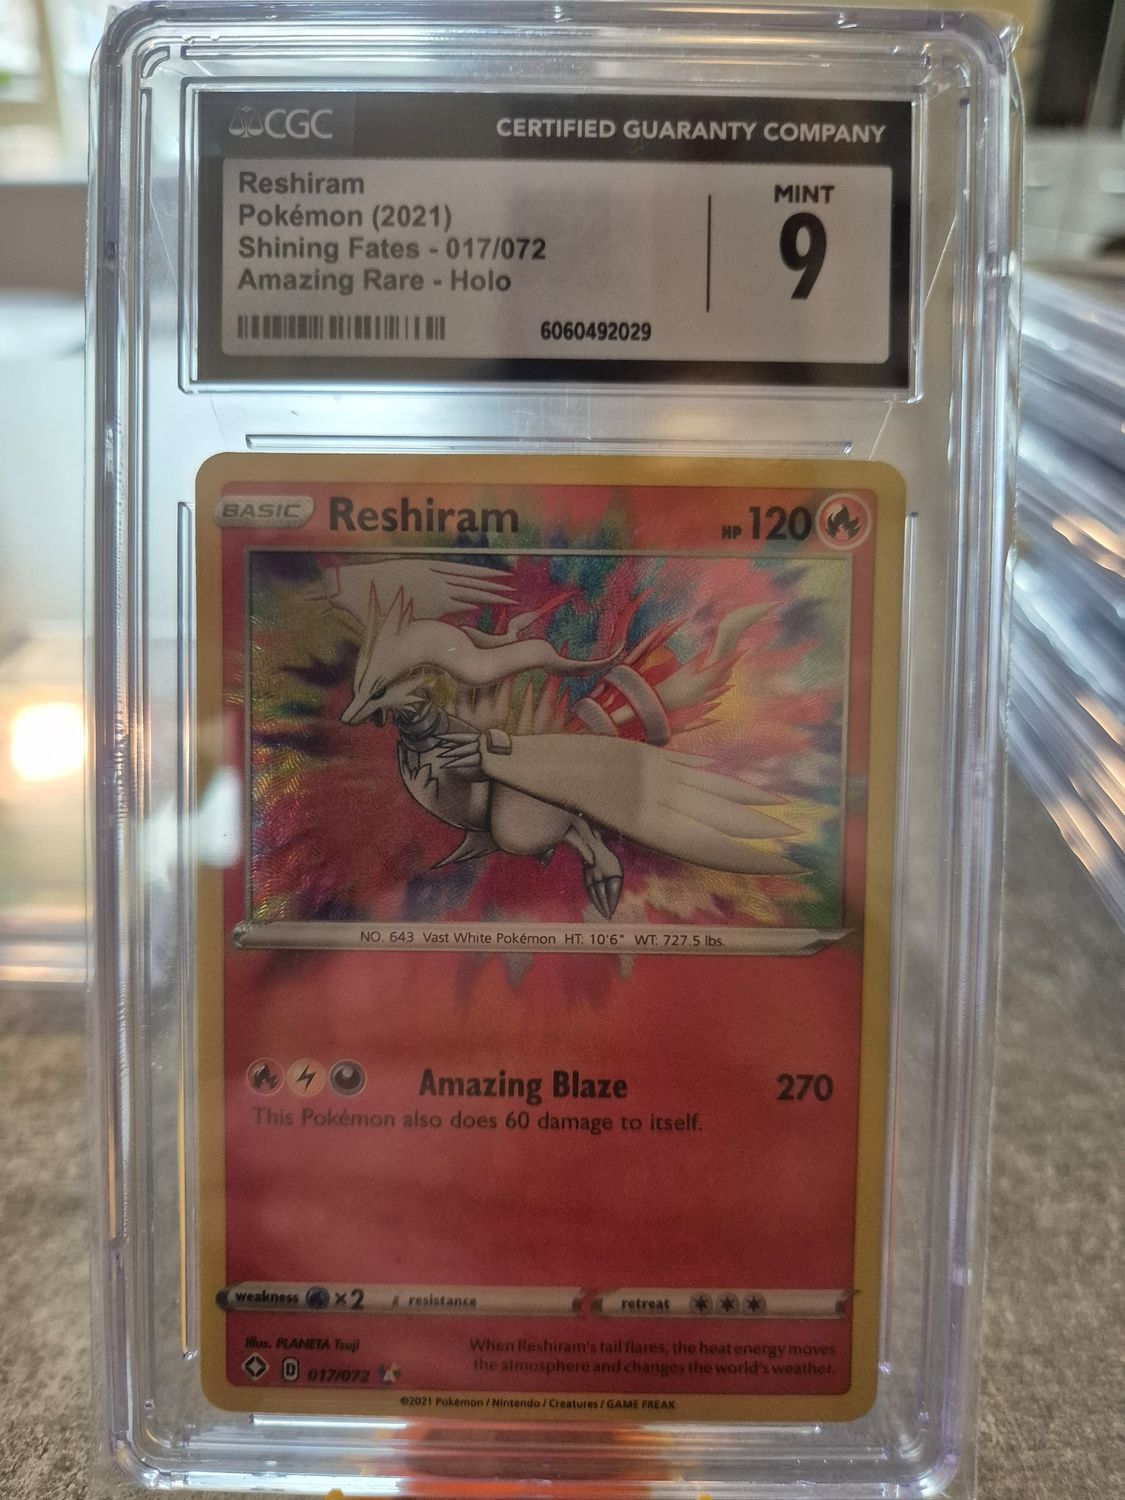 CGC
CERTIFIED GUARANTY COMPANY
Reshiram
Pokémon (2021)
Shining Fates - 017/072
Amazing Rare - Holo
MINT
9
6060492029
BASIC
Reshiram
HP 120
NO. 643 Vast White Pokémon HT: 10'6" WT: 727.5 lbs.
Amazing Blaze 270
This Pokémon also does 60 damage to itself.
weakness ×2 resistance retreat
Illus. PLANETA Tsuji
When Reshiram's tail flares, the heat energy moves
the atmosphere and changes the world's weather.
D 017/072 A
©2021 Pokémon / Nintendo / Creatures / GAME FREAK